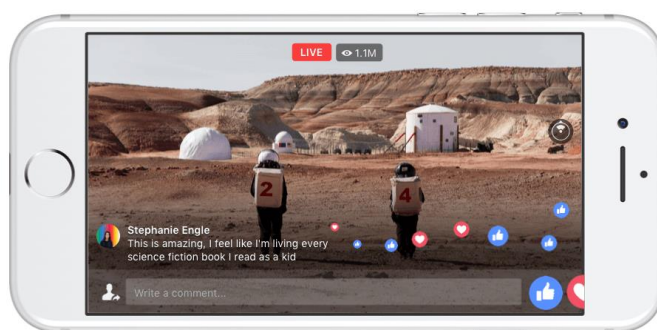 LIVE
1.1M
2
4
Stephanie Engle
This is amazing, I feel like I'm living every
science fiction book I read as a kid
Write a comment...